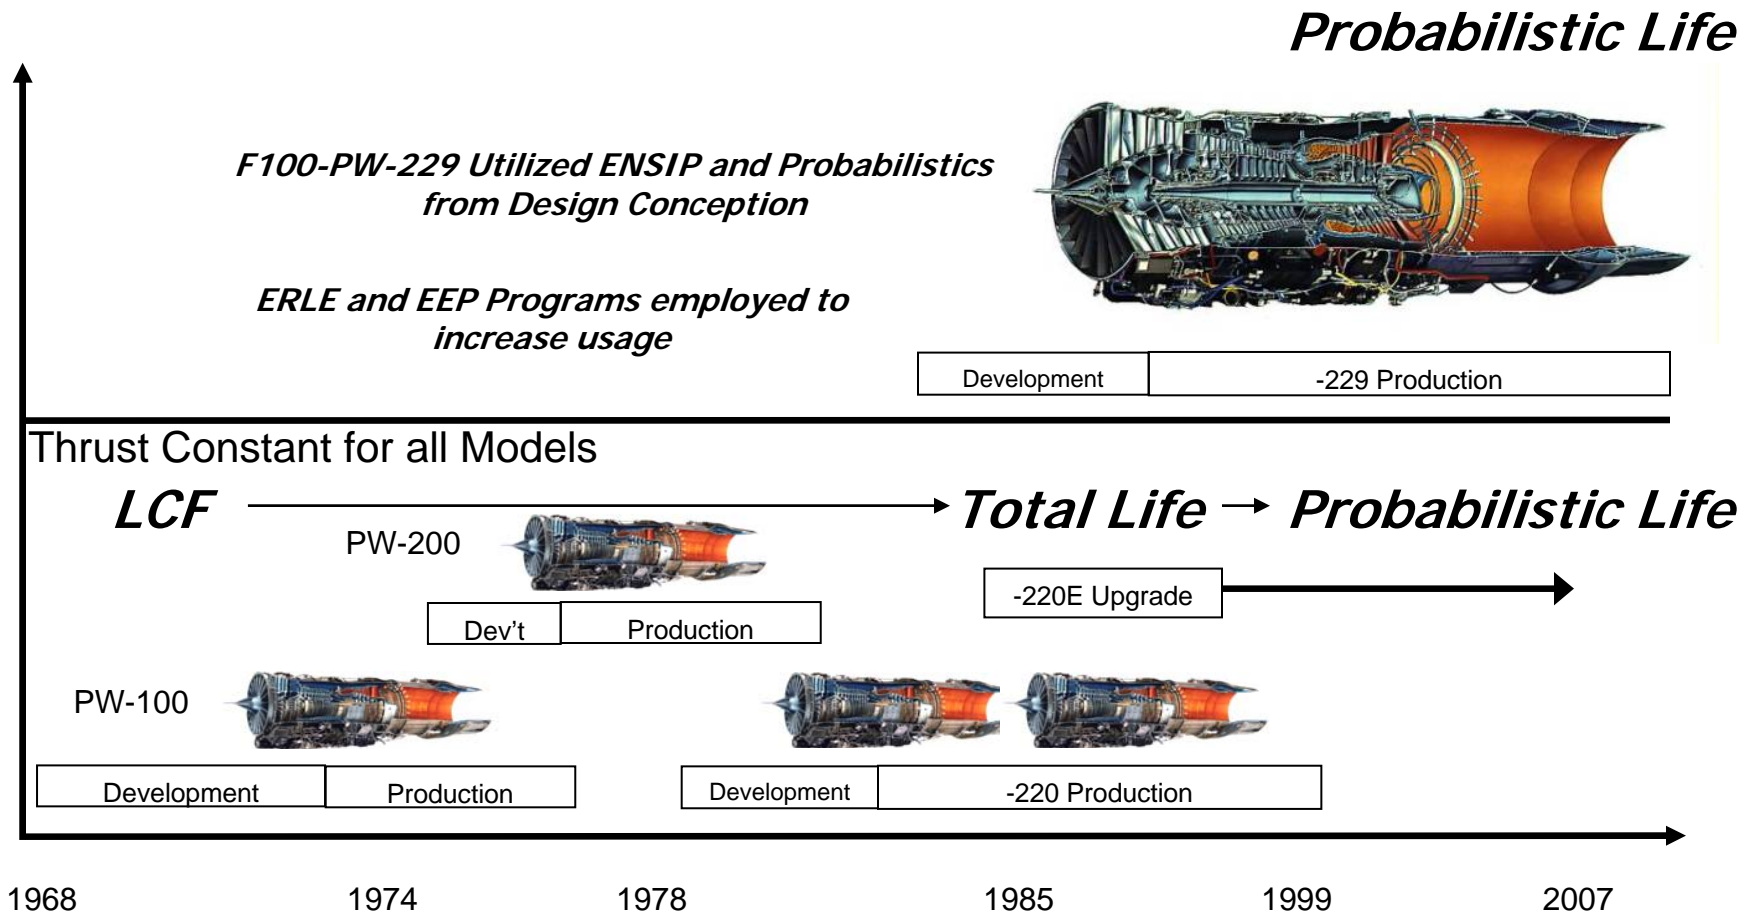 Probabilistic Life
F100-PW-229 Utilized ENSIP and Probabilistics
from Design Conception
ERLE and EEP Programs employed to
increase usage
Development
-229 Production
Thrust Constant for all Models
LCF
Total Life
Probabilistic Life
PW-200
-220E Upgrade
Dev't
Production
PW-100
Development
Production
Development
-220 Production
1968
1974
1978
1985
1999
2007